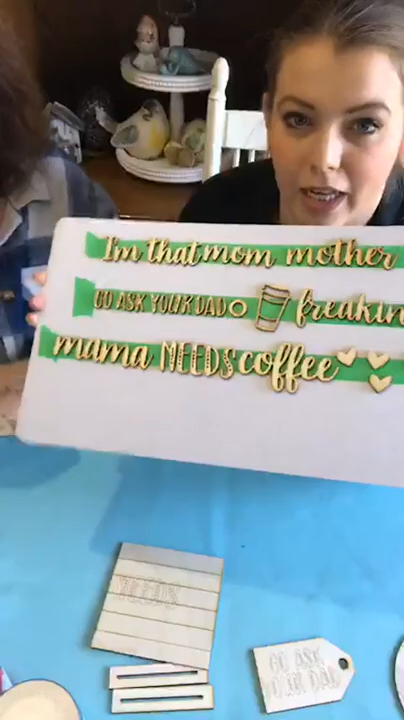 I'm that mom mother
GO ASK YOUR DAD freakin
mama NEEDS coffee
NEEDS
GO ASK
YOUR DAD